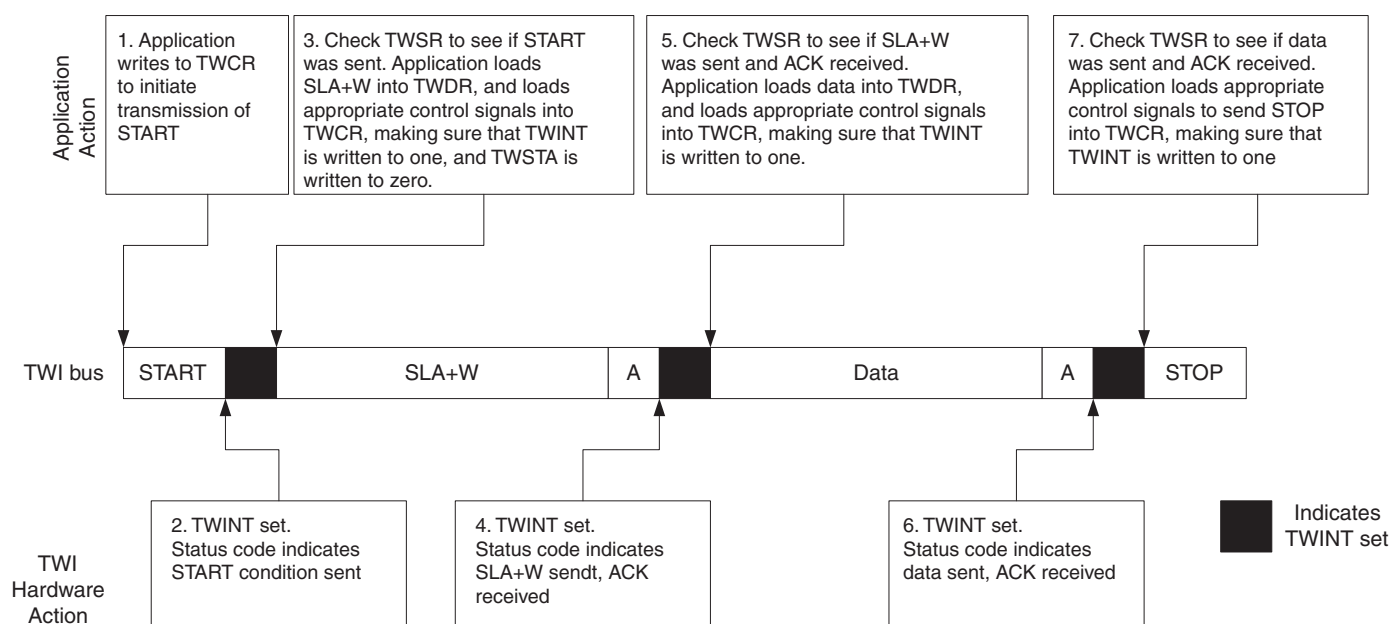 Application
Action
1. Application
writes to TWCR
to initiate
transmission of
START
3. Check TWSR to see if START
was sent. Application loads
SLA+W into TWDR, and loads
appropriate control signals into
TWCR, making sure that TWINT
is written to one, and TWSTA is
written to zero.
5. Check TWSR to see if SLA+W
was sent and ACK received.
Application loads data into TWDR,
and loads appropriate control signals
into TWCR, making sure that TWINT
is written to one.
7. Check TWSR to see if data
was sent and ACK received.
Application loads appropriate
control signals to send STOP
into TWCR, making sure that
TWINT is written to one
TWI bus
START
SLA+W
A
Data
A
STOP
TWI
Hardware
Action
2. TWINT set.
Status code indicates
START condition sent
4. TWINT set.
Status code indicates
SLA+W sendt, ACK
received
6. TWINT set.
Status code indicates
data sent, ACK received
Indicates
TWINT set